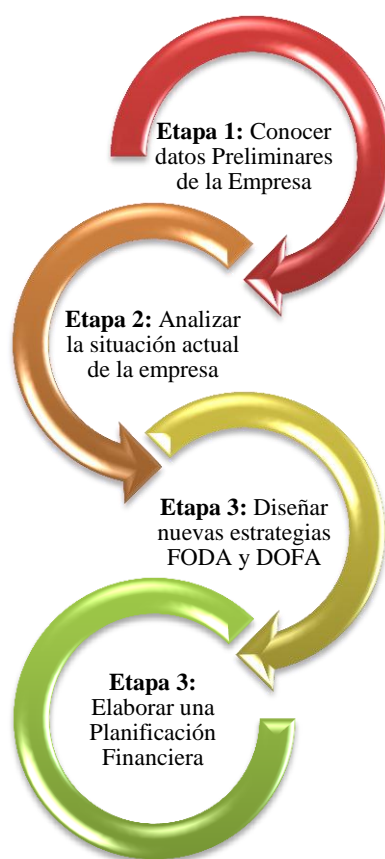 Etapa 1: Conocer
datos Preliminares
de la Empresa
Etapa 2: Analizar
la situación actual
de la empresa
Etapa 3: Diseñar
nuevas estrategias
FODA y DOFA
Etapa 3:
Elaborar una
Planificación
Financiera